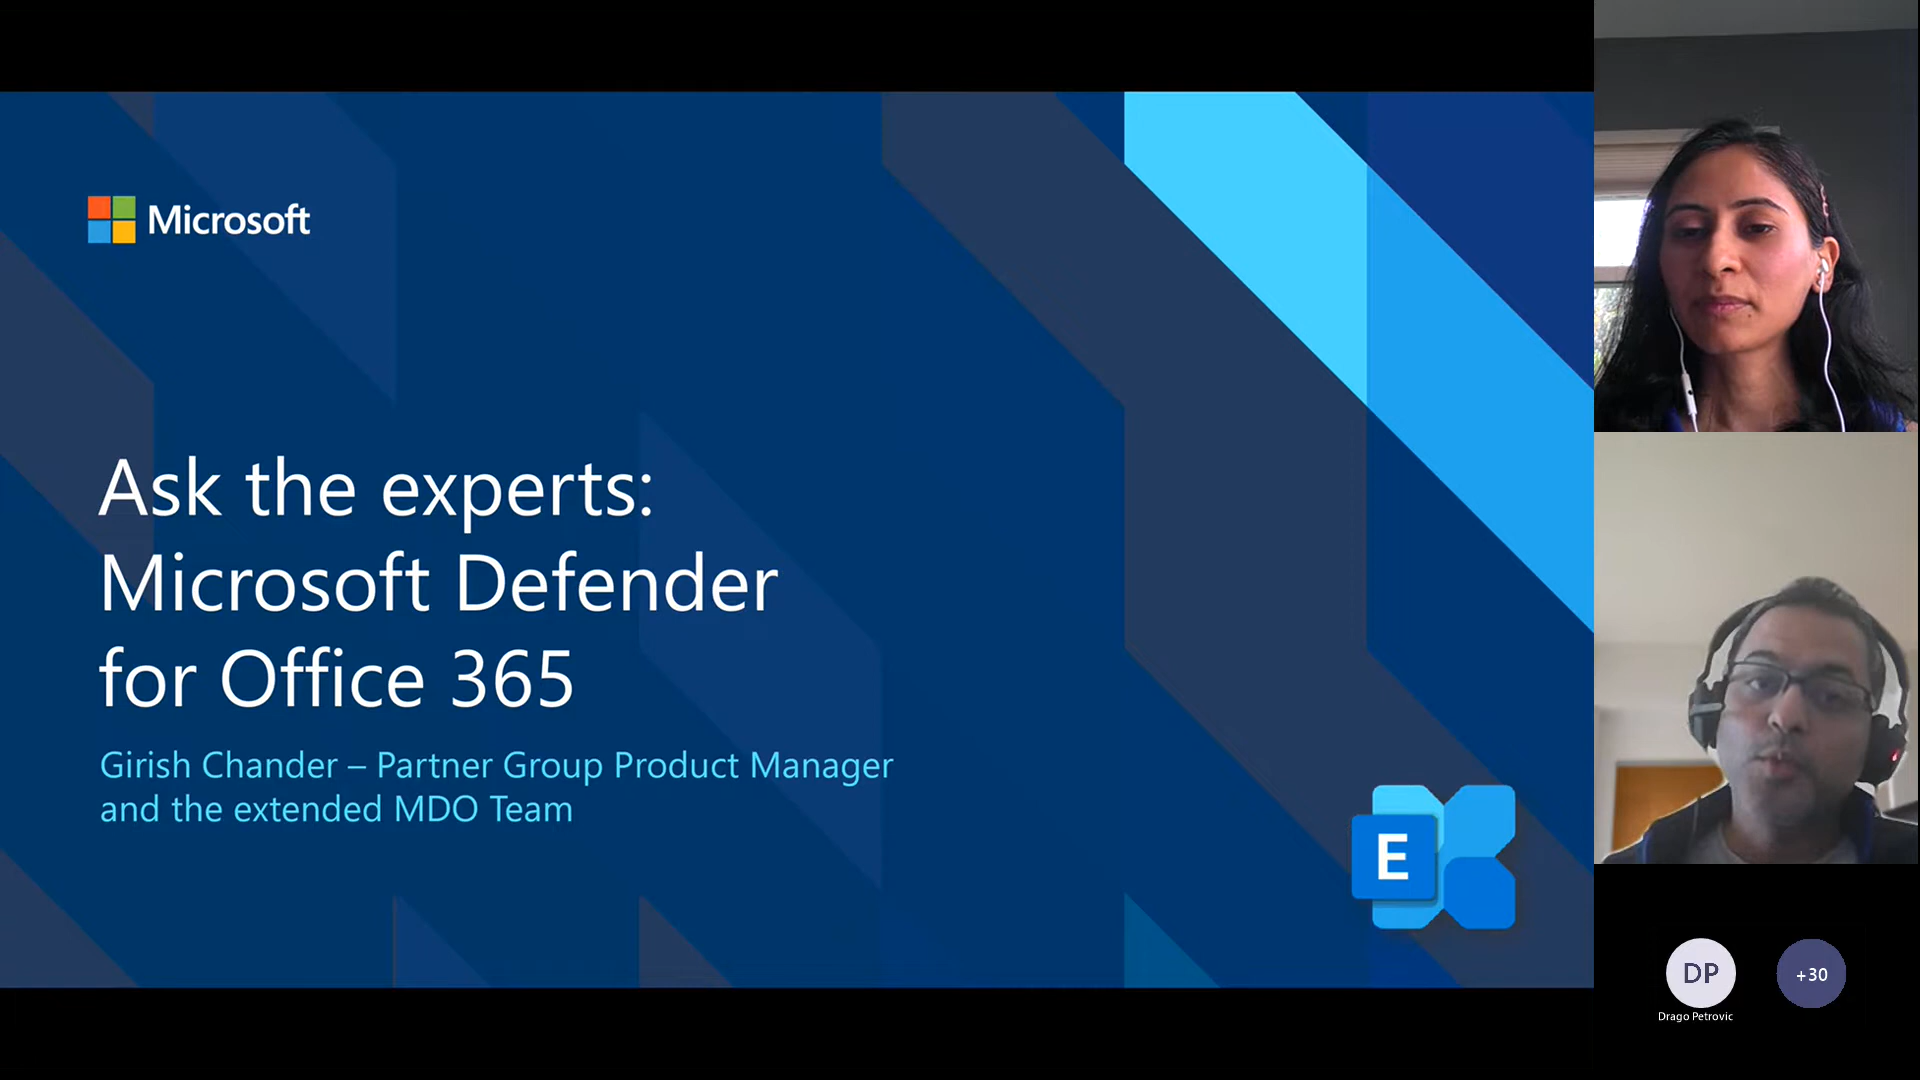 Microsoft
Ask the experts:
Microsoft Defender
for Office 365
Girish Chander – Partner Group Product Manager
and the extended MDO Team
E
DP
+30
Drago Petrovic